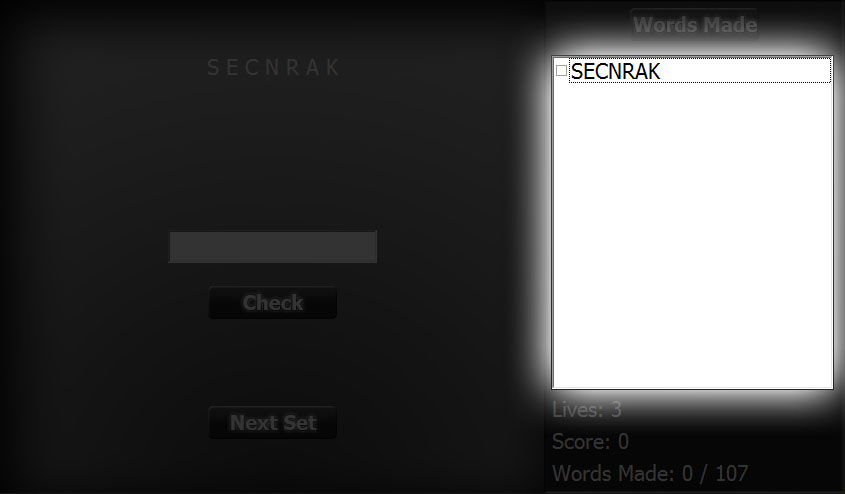 Words Made
S E C N R A K
SECNRAK
Check
Next Set
Lives: 3
Score: 0
Words Made: 0 / 107